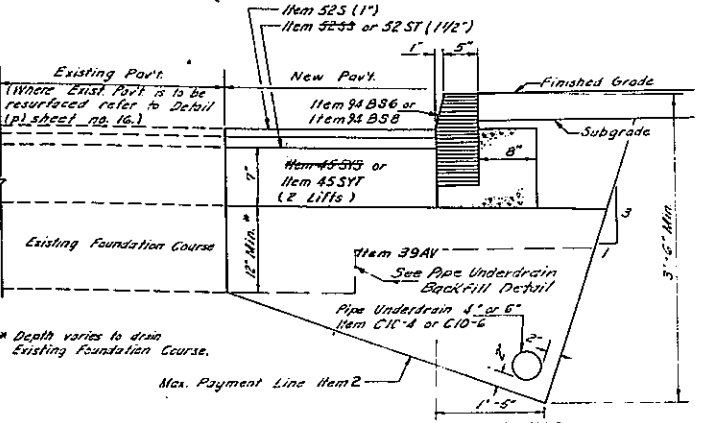 Item 52S (1")
Item 52S3 or 52 ST (1 1/2")
1" 5"
Existing Pav't.
(Where Exist. Pav't is to be
resurfaced refer to Detail
(p) sheet no. 16.)
New Pav't.
Item 94 BS6 or
Item 94 BS8
Finished Grade
Subgrade
8"
7"
Item 45 SYS or
Item 45SYT
(2 Lifts)
3
1
3'-6" Min.
Existing Foundation Course
12" Min. *
Item 39AV
See Pipe Underdrain
Backfill Detail
Pipe Underdrain 4" or 6"
Item C1C-4 or C10-6
2"
2"
* Depth varies to drain
Existing Foundation Course.
Max. Payment Line Item 2
1'-5"